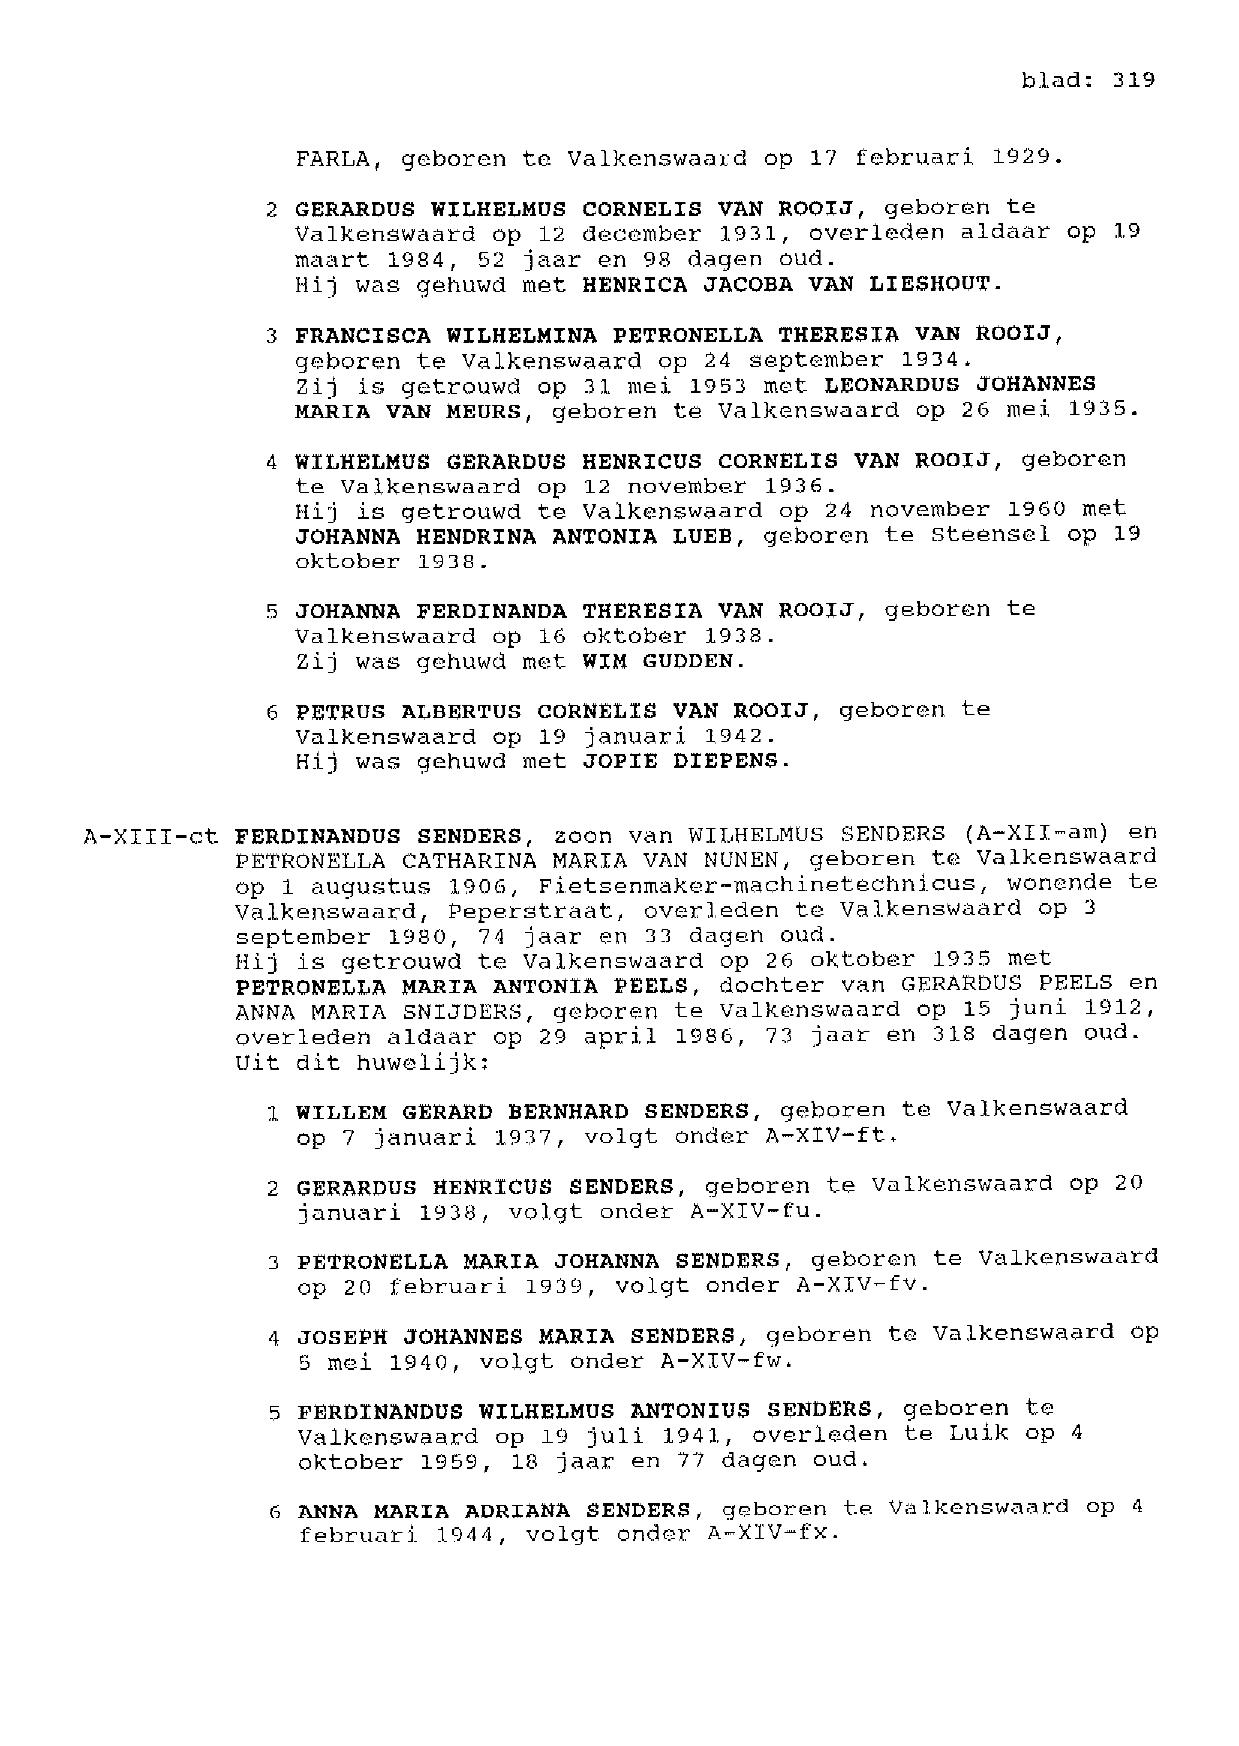 blad: 319
FARLA, geboren te Valkenswaard op 17 februari 1929.
2 GERARDUS WILHELMUS CORNELIS VAN ROOIJ, geboren te
Valkenswaard op 12 december 1931, overleden aldaar op 19
maart 1984, 52 jaar en 98 dagen oud.
Hij was gehuwd met HENRICA JACOBA VAN LIESHOUT.
3 FRANCISCA WILHELMINA PETRONELLA THERESIA VAN ROOIJ,
geboren te Valkenswaard op 24 september 1934.
Zij is getrouwd op 31 mei 1953 met LEONARDUS JOHANNES
MARIA VAN MEURS, geboren te Valkenswaard op 26 mei 1935.
4 WILHELMUS GERARDUS HENRICUS CORNELIS VAN ROOIJ, geboren
te Valkenswaard op 12 november 1936.
Hij is getrouwd te Valkenswaard op 24 november 1960 met
JOHANNA HENDRINA ANTONIA LUEB, geboren te Steensel op 19
oktober 1938.
5 JOHANNA FERDINANDA THERESIA VAN ROOIJ, geboren te
Valkenswaard op 16 oktober 1938.
Zij was gehuwd met WIM GUDDEN.
6 PETRUS ALBERTUS CORNELIS VAN ROOIJ, geboren te
Valkenswaard op 19 januari 1942.
Hij was gehuwd met JOPIE DIEPENS.
A-XIII-ct FERDINANDUS SENDERS, zoon van WILHELMUS SENDERS (A-XII-am) en
PETRONELLA CATHARINA MARIA VAN NUNEN, geboren te Valkenswaard
op 1 augustus 1906, Fietsenmaker-machinetechnicus, wonende te
Valkenswaard, Peperstraat, overleden te Valkenswaard op 3
september 1980, 74 jaar en 33 dagen oud.
Hij is getrouwd te Valkenswaard op 26 oktober 1935 met
PETRONELLA MARIA ANTONIA PEELS, dochter van GERARDUS PEELS en
ANNA MARIA SNIJDERS, geboren te Valkenswaard op 15 juni 1912,
overleden aldaar op 29 april 1986, 73 jaar en 318 dagen oud.
Uit dit huwelijk:
1 WILLEM GERARD BERNHARD SENDERS, geboren te Valkenswaard
op 7 januari 1937, volgt onder A-XIV-ft.
2 GERARDUS HENRICUS SENDERS, geboren te Valkenswaard op 20
januari 1938, volgt onder A-XIV-fu.
3 PETRONELLA MARIA JOHANNA SENDERS, geboren te Valkenswaard
op 20 februari 1939, volgt onder A-XIV-fv.
4 JOSEPH JOHANNES MARIA SENDERS, geboren te Valkenswaard op
5 mei 1940, volgt onder A-XIV-fw.
5 FERDINANDUS WILHELMUS ANTONIUS SENDERS, geboren te
Valkenswaard op 19 juli 1941, overleden te Luik op 4
oktober 1959, 18 jaar en 77 dagen oud.
6 ANNA MARIA ADRIANA SENDERS, geboren te Valkenswaard op 4
februari 1944, volgt onder A-XIV-fx.